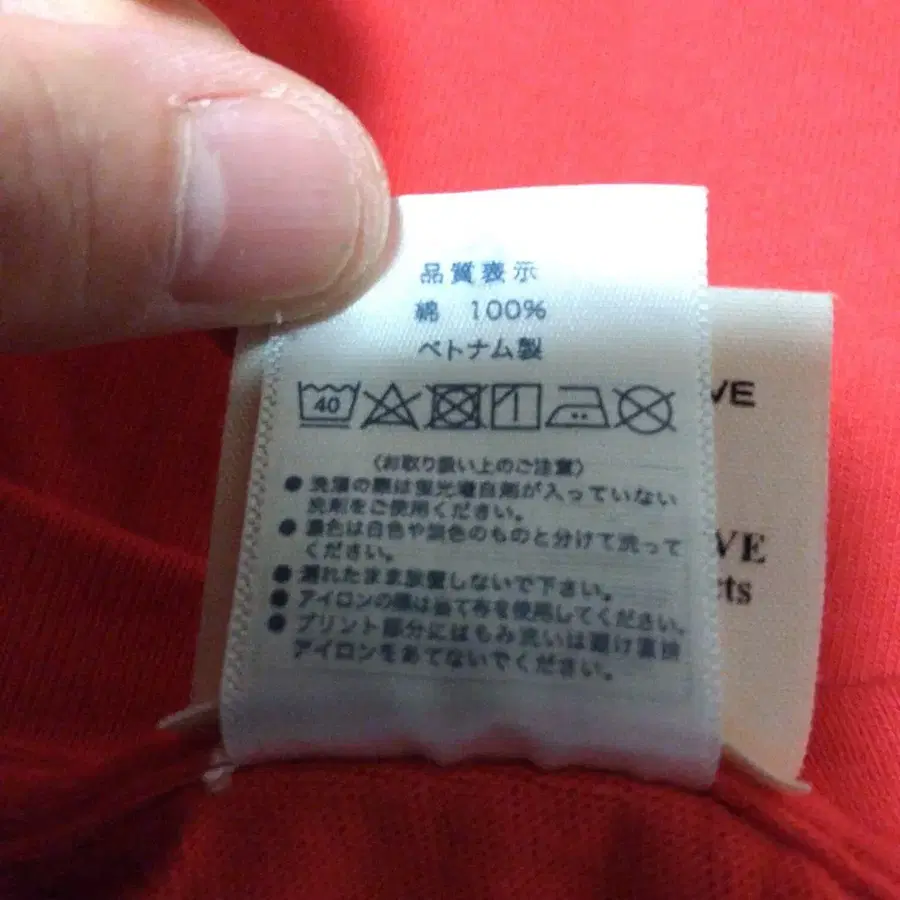 品質表示
綿 100%
ベトナム製
40
〈お取り扱い上のご注意〉
● 洗濯の際は蛍光増白剤が入っていない
洗剤をご使用ください。
● 濃色は白色や淡色のものと分けて洗って
ください。
● 濡れたまま放置しないで下さい。
● アイロンの際は当て布を使用してください。
● プリント部分にはもみ洗いは避け直接
アイロンをあてないでください。
VE
VE
cts